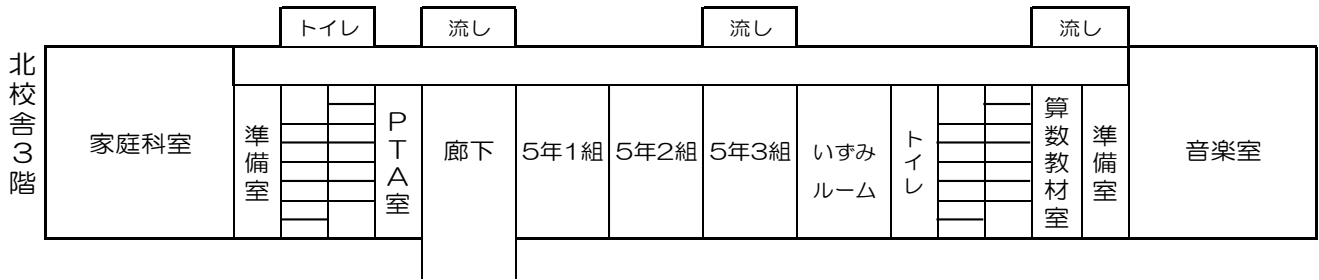 トイレ
流し
流し
流し
北校舎3階
家庭科室
準備室
PTA室
廊下
5年1組
5年2組
5年3組
いずみ
ルーム
トイレ
算数教材室
準備室
音楽室